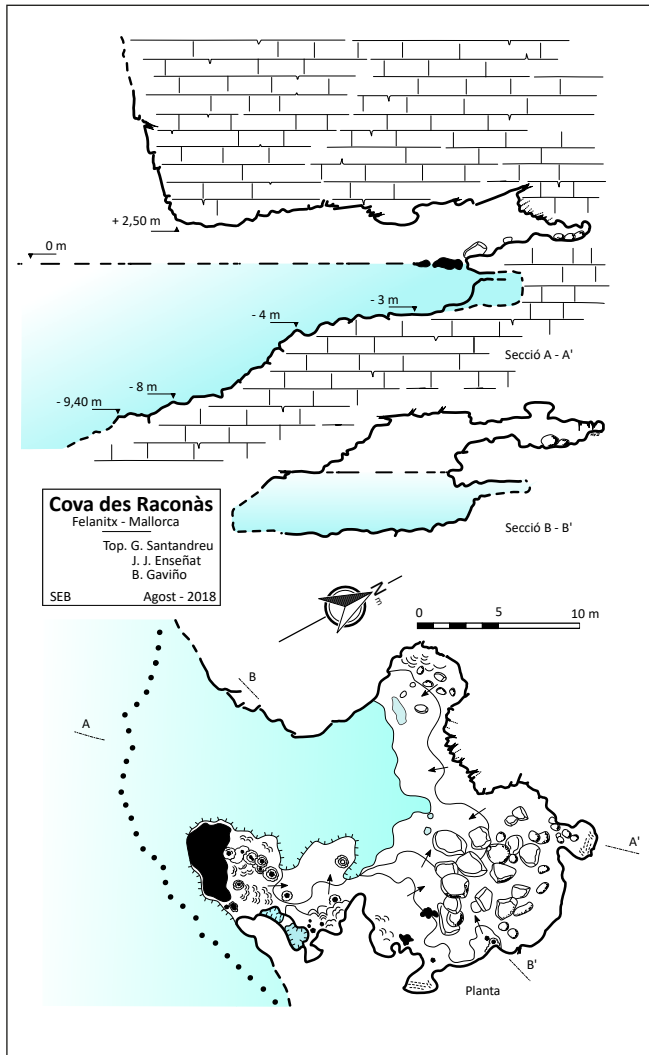 + 2,50 m
0 m
- 3 m
- 4 m
Secció A - A'
- 8 m
- 9,40 m
Secció B - B'
Cova des Raconàs
Felanitx - Mallorca
Top. G. Santandreu
J. J. Enseñat
B. Gaviño
SEB Agost - 2018
N m
0 5 10 m
B
A
A'
B'
Planta